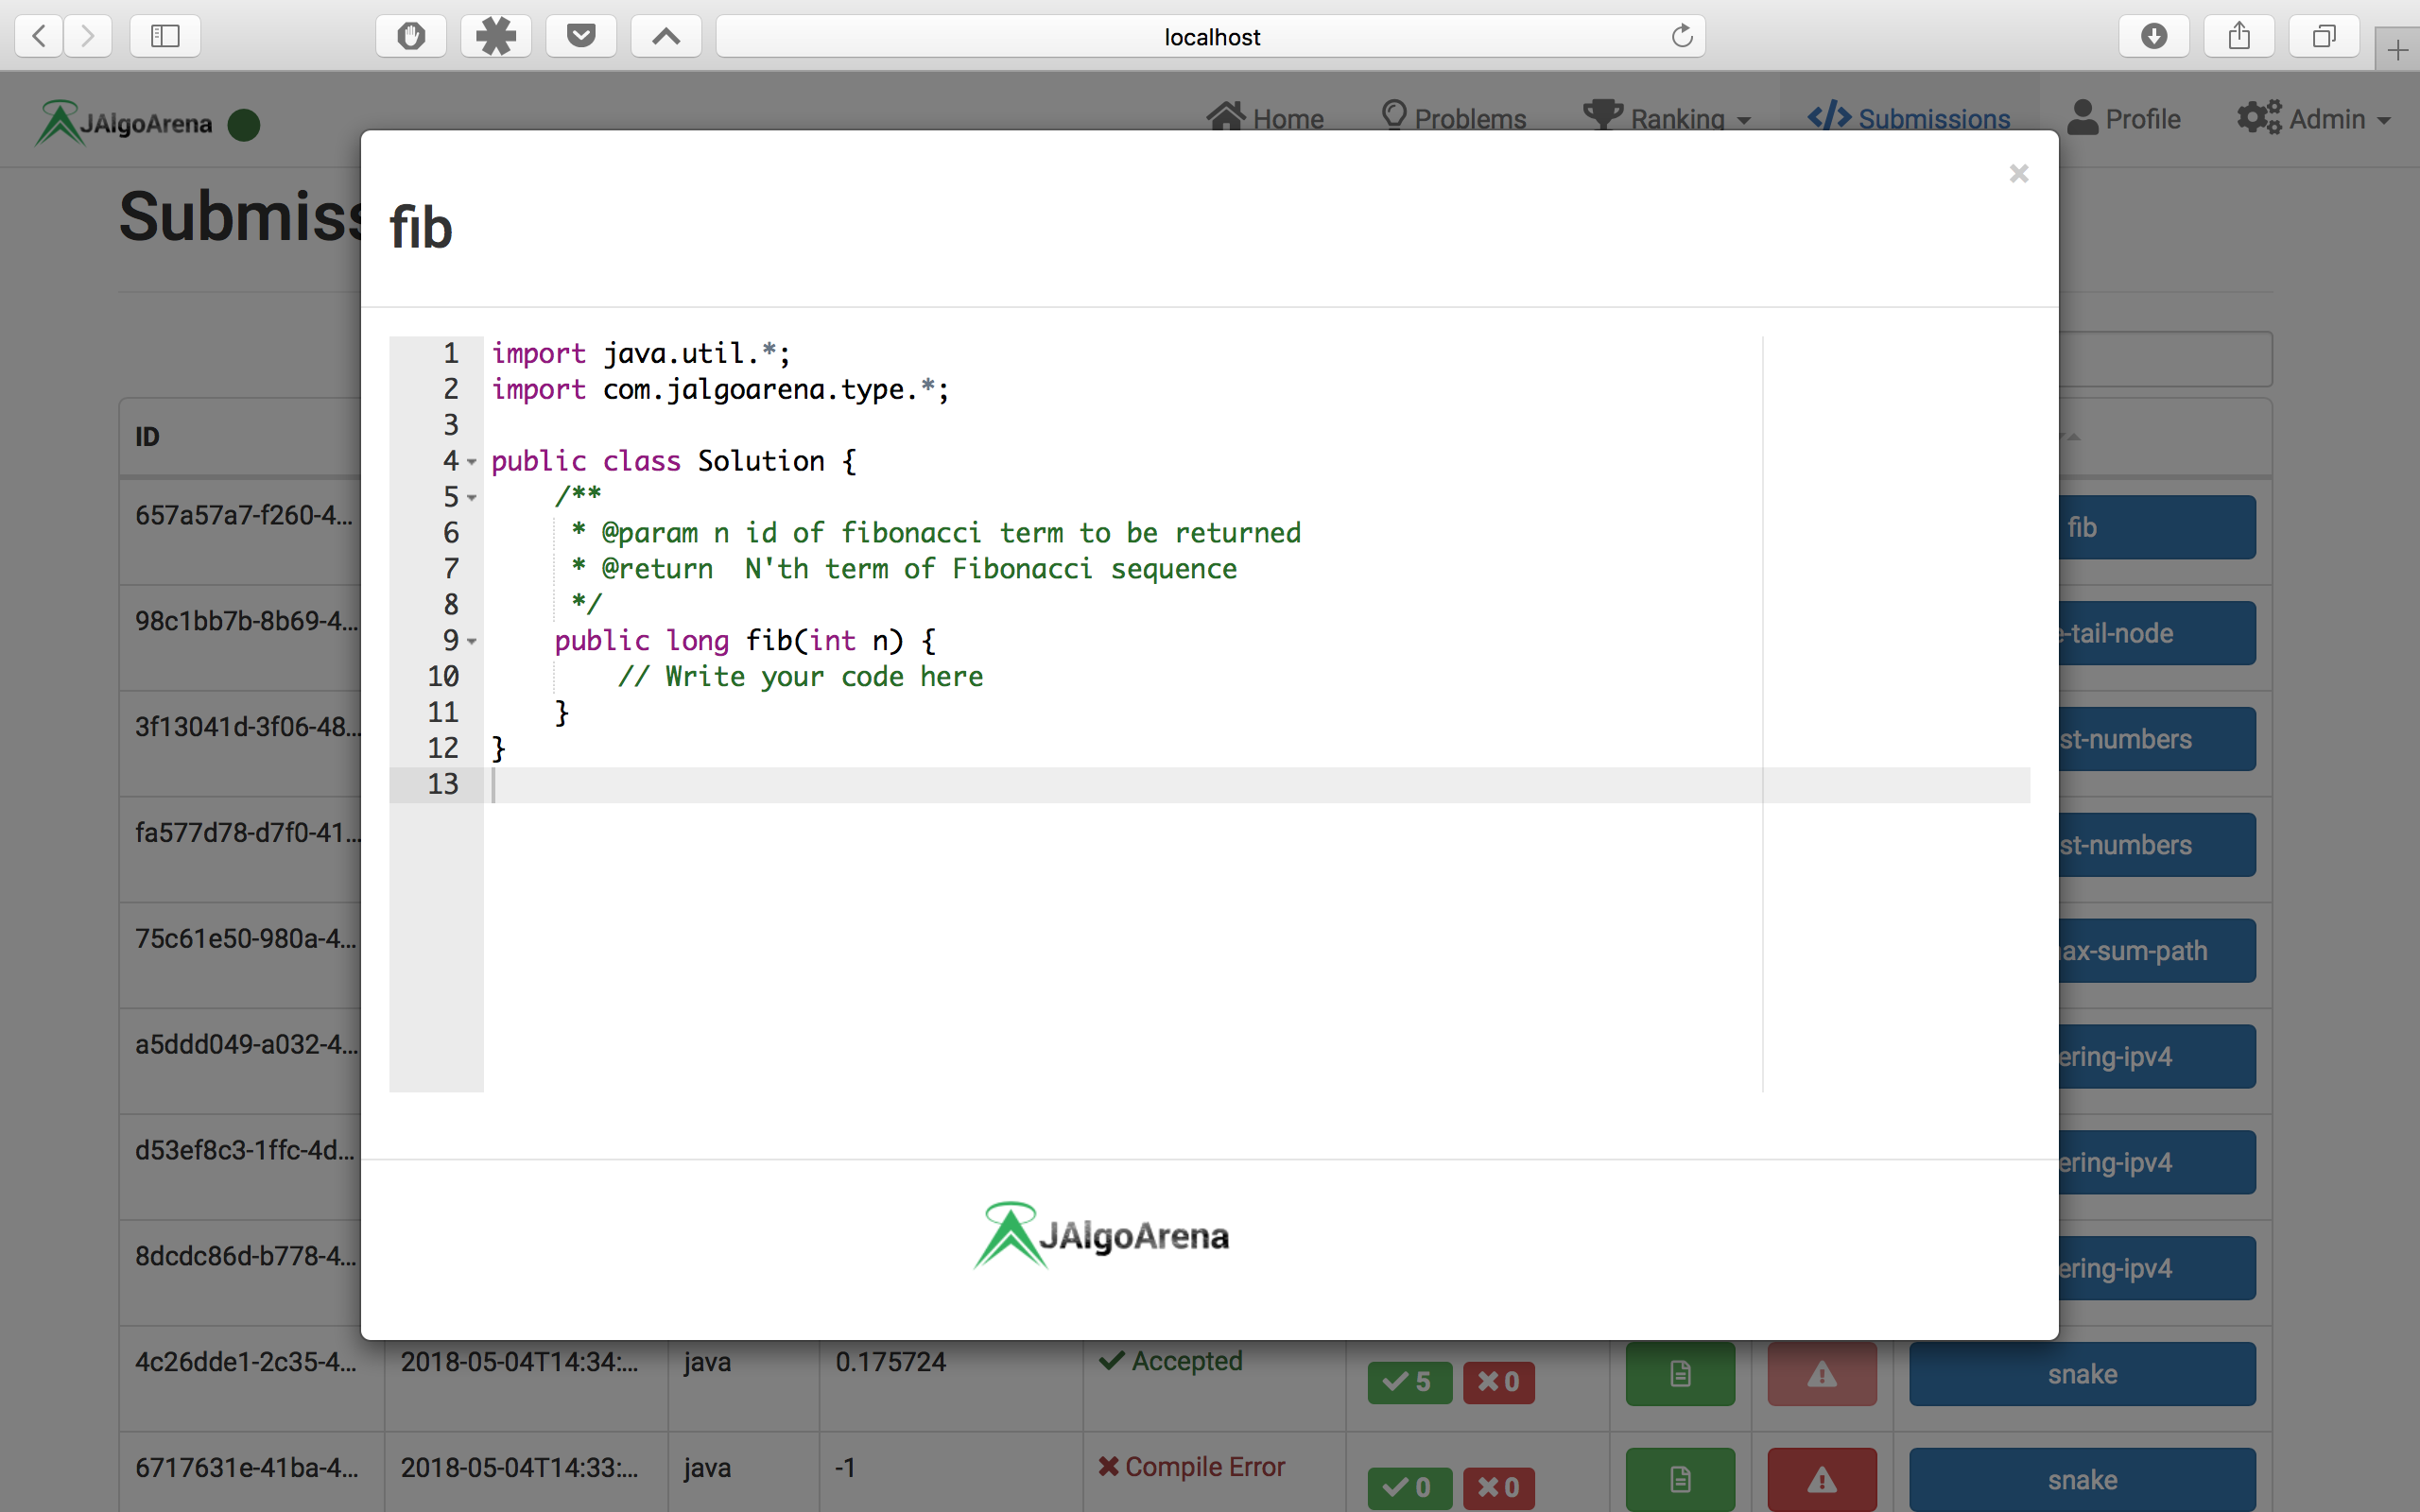 localhost
JAlgoArena
Home Problems Ranking Submissions Profile Admin
fib
1 import java.util.*;
2 import com.jalgoarena.type.*;
3
4 public class Solution {
5 /**
6 * @param n id of fibonacci term to be returned
7 * @return  N'th term of Fibonacci sequence
8 */
9 public long fib(int n) {
10 // Write your code here
11 }
12 }
13
JAlgoArena
ID
657a57a7-f260-4... fib
98c1bb7b-8b69-4... -tail-node
3f13041d-3f06-48... st-numbers
fa577d78-d7f0-41... st-numbers
75c61e50-980a-4... ax-sum-path
a5ddd049-a032-4... ering-ipv4
d53ef8c3-1ffc-4d... ering-ipv4
8dcdc86d-b778-4... ering-ipv4
4c26dde1-2c35-4... 2018-05-04T14:34:... java 0.175724 Accepted 5 0 snake
6717631e-41ba-4... 2018-05-04T14:33:... java -1 Compile Error 0 0 snake